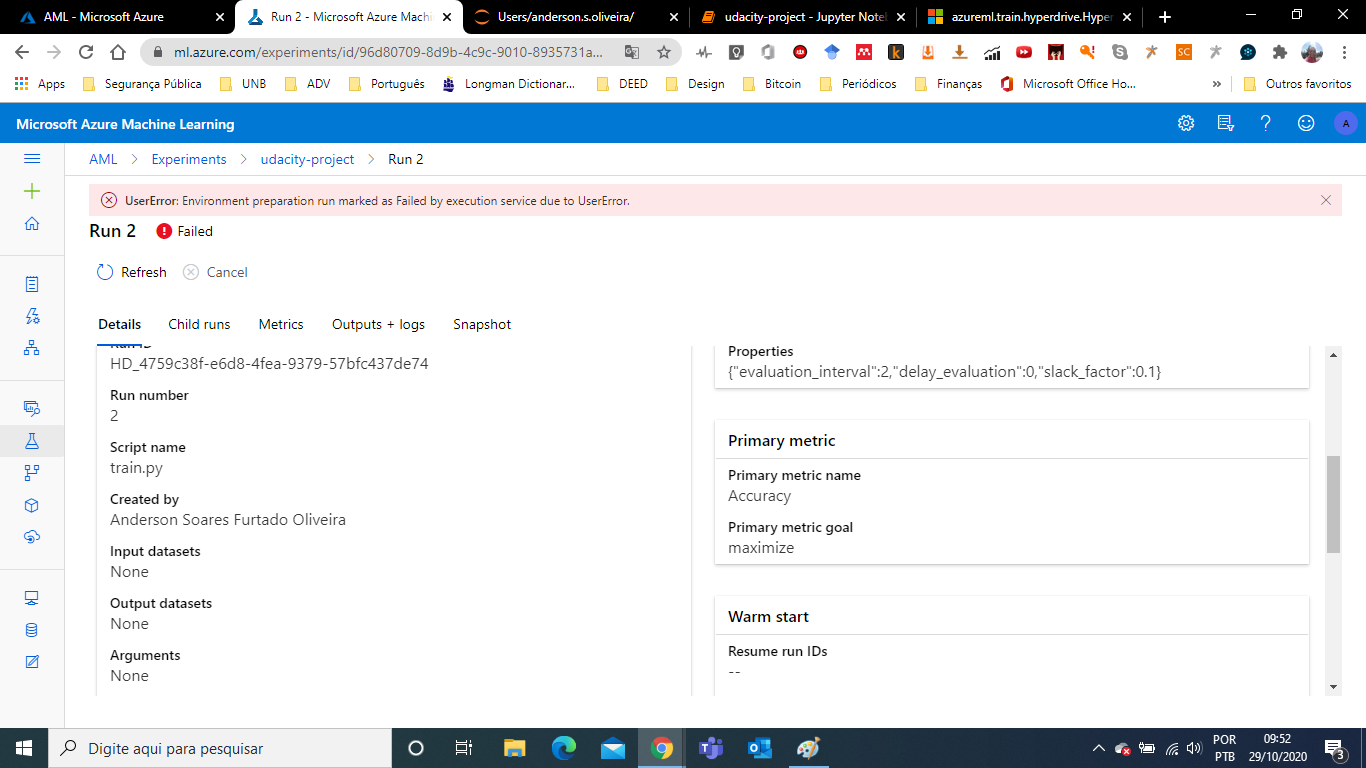 AML - Microsoft Azure
Run 2 - Microsoft Azure Machi
Users/anderson.s.oliveira/
udacity-project - Jupyter Note
azureml.train.hyperdrive.Hyper
ml.azure.com/experiments/id/96d80709-8d9b-4c9c-9010-8935731a...
Apps
Segurança Pública
UNB
ADV
Português
Longman Dictionar...
DEED
Design
Bitcoin
Periódicos
Finanças
Microsoft Office Ho...
»
Outros favoritos
Microsoft Azure Machine Learning
A
AML > Experiments > udacity-project > Run 2
UserError: Environment preparation run marked as Failed by execution service due to UserError.
Run 2
Failed
Refresh
Cancel
Details
Child runs
Metrics
Outputs + logs
Snapshot
Run ID
HD_4759c38f-e6d8-4fea-9379-57bfc437de74
Run number
2
Script name
train.py
Created by
Anderson Soares Furtado Oliveira
Input datasets
None
Output datasets
None
Arguments
None
Properties
{"evaluation_interval":2,"delay_evaluation":0,"slack_factor":0.1}
Primary metric
Primary metric name
Accuracy
Primary metric goal
maximize
Warm start
Resume run IDs
--
Digite aqui para pesquisar
POR
PTB
09:52
29/10/2020
3